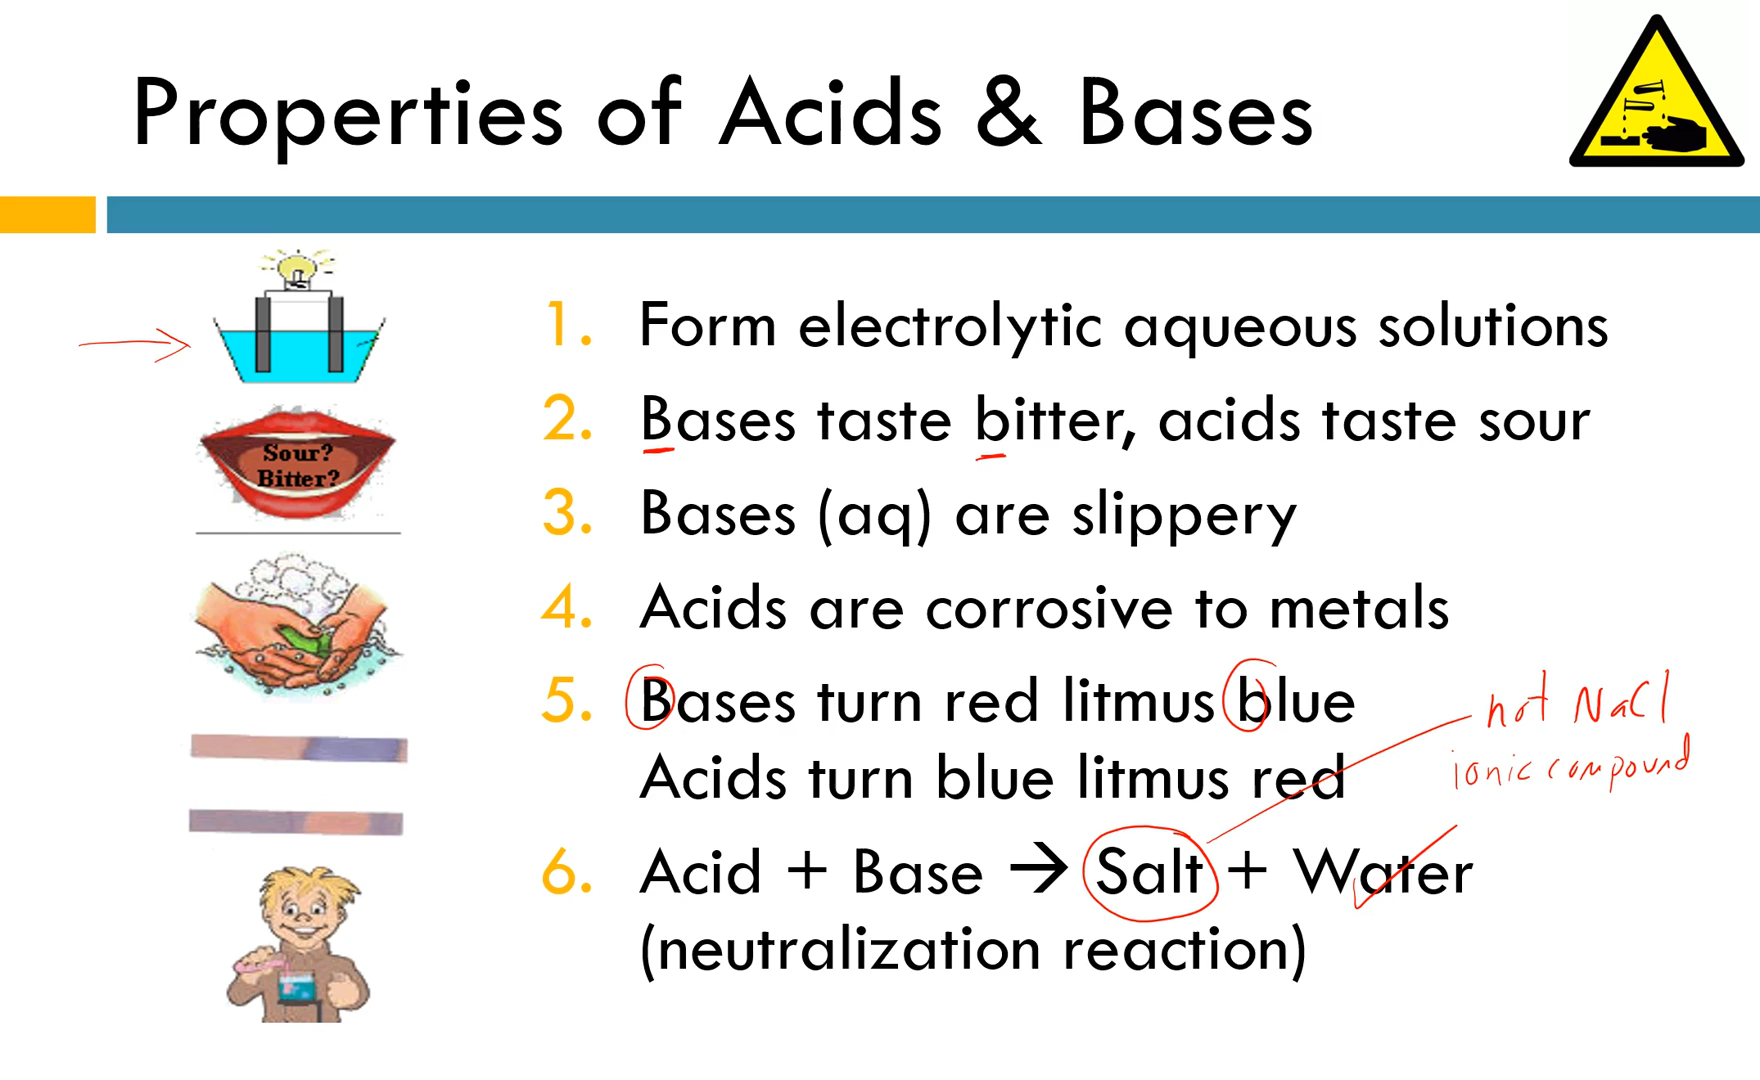 Properties of Acids & Bases
Sour?
Bitter?
1. Form electrolytic aqueous solutions
2. Bases taste bitter, acids taste sour
3. Bases (aq) are slippery
4. Acids are corrosive to metals
5. Bases turn red litmus blue
Acids turn blue litmus red
not NaCl
ionic compound
6. Acid + Base → Salt + Water
(neutralization reaction)